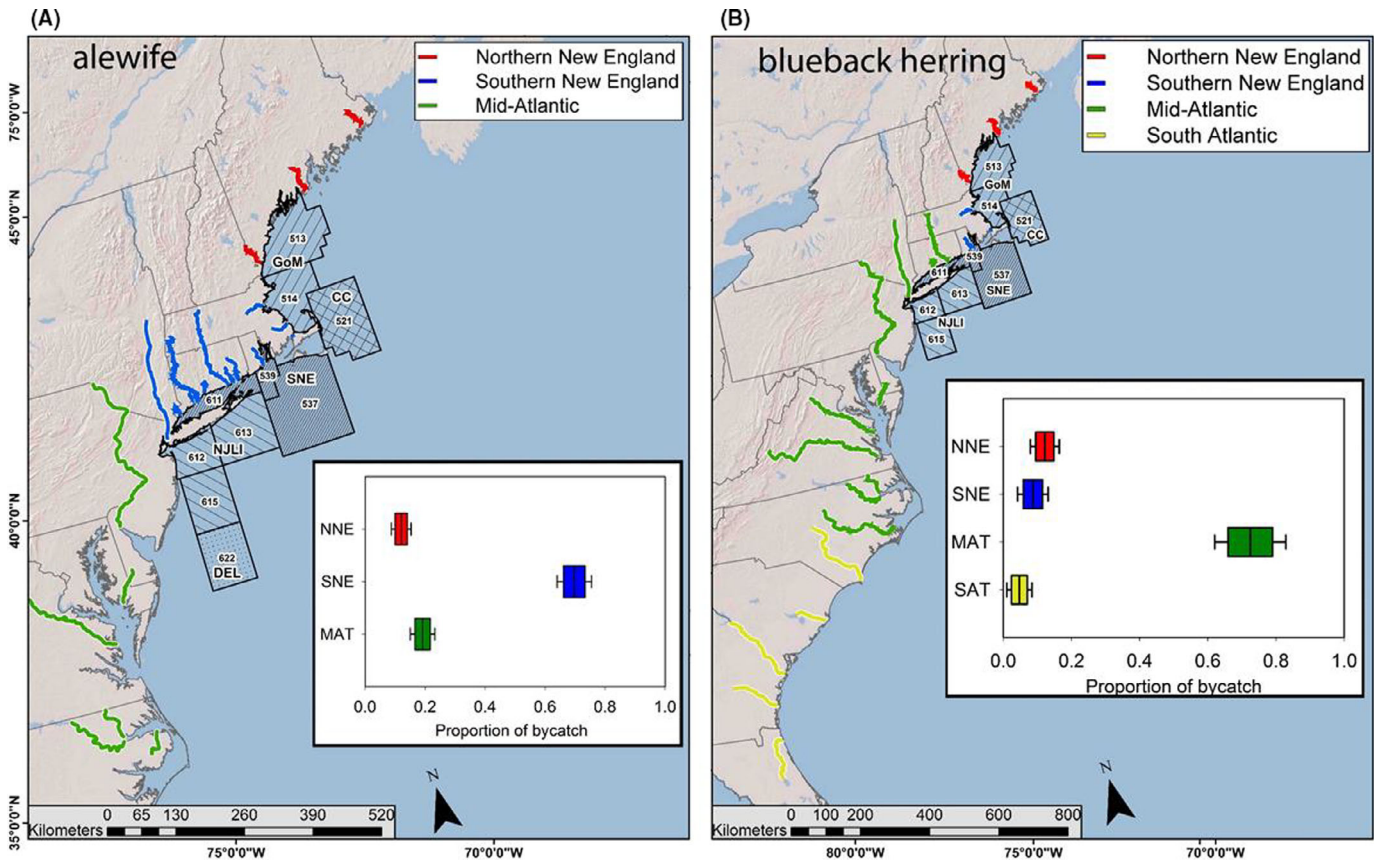 (A)
alewife
Northern New England
Southern New England
Mid-Atlantic
75°0'0"W
45°0'0"N
40°0'0"N
35°0'0"N
513
GoM
514
CC
521
539
SNE
537
611
613
612
NJLI
615
622
DEL
NNE
SNE
MAT
0.0 0.2 0.4 0.6 0.8 1.0
Proportion of bycatch
N
0 65 130 260 390 520
Kilometers
75°0'0"W 70°0'0"W
(B)
blueback herring
Northern New England
Southern New England
Mid-Atlantic
South Atlantic
513
GoM
514
521
CC
539
611
537
SNE
613
612
NJLI
615
NNE
SNE
MAT
SAT
0.0 0.2 0.4 0.6 0.8 1.0
Proportion of bycatch
N
0 100 200 400 600 800
Kilometers
80°0'0"W 75°0'0"W 70°0'0"W